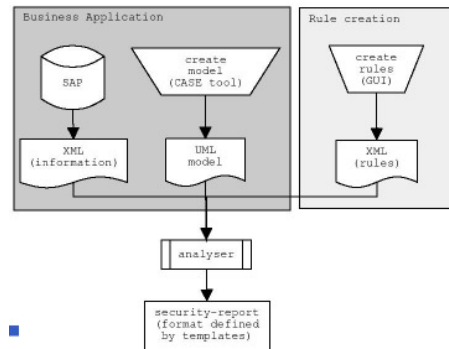 Business Application
Rule creation
SAP
create
model
(CASE tool)
create
rules
(GUI)
XML
(information)
UML
model
XML
(rules)
analyser
security-report
(format defined
by templates)